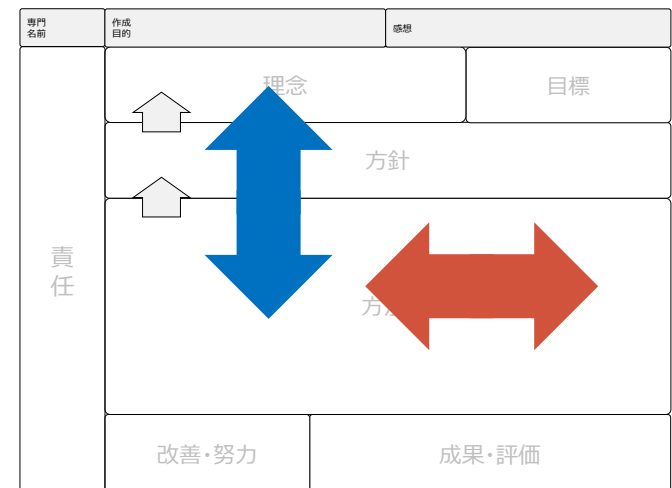 専門
名前
作成
目的
感想
理念
目標
方針
責
任
方
改善・努力
成果・評価